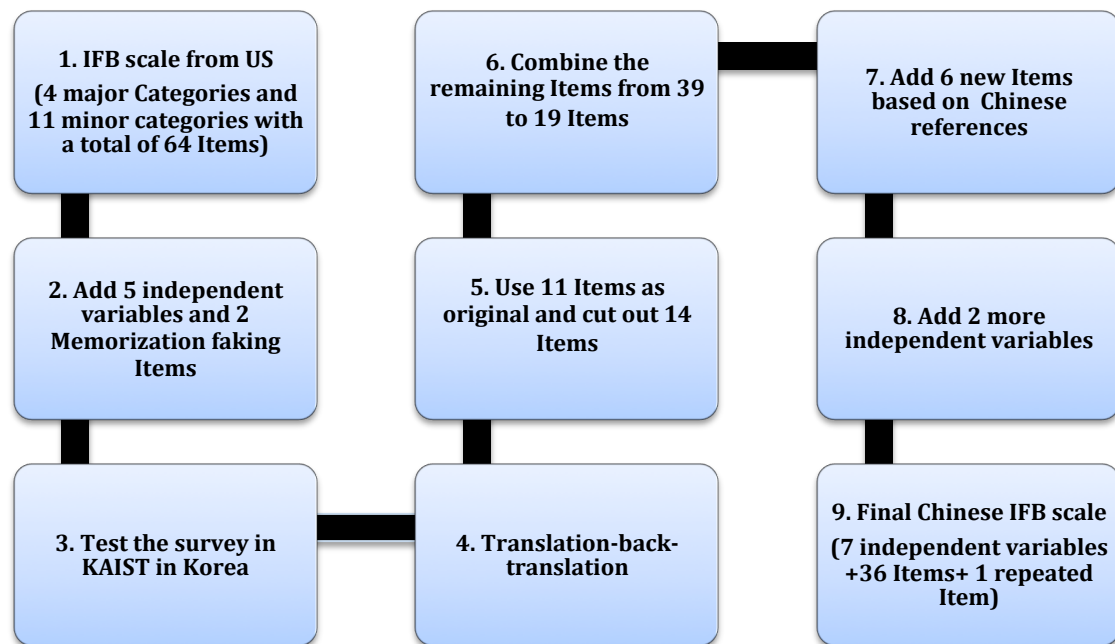 1. IFB scale from US
(4 major Categories and
11 minor categories with
a total of 64 Items)
2. Add 5 independent
variables and 2
Memorization faking
Items
3. Test the survey in
KAIST in Korea
4. Translation-back-
translation
5. Use 11 Items as
original and cut out 14
Items
6. Combine the
remaining Items from 39
to 19 Items
7. Add 6 new Items
based on Chinese
references
8. Add 2 more
independent variables
9. Final Chinese IFB scale
(7 independent variables
+36 Items+ 1 repeated
Item)